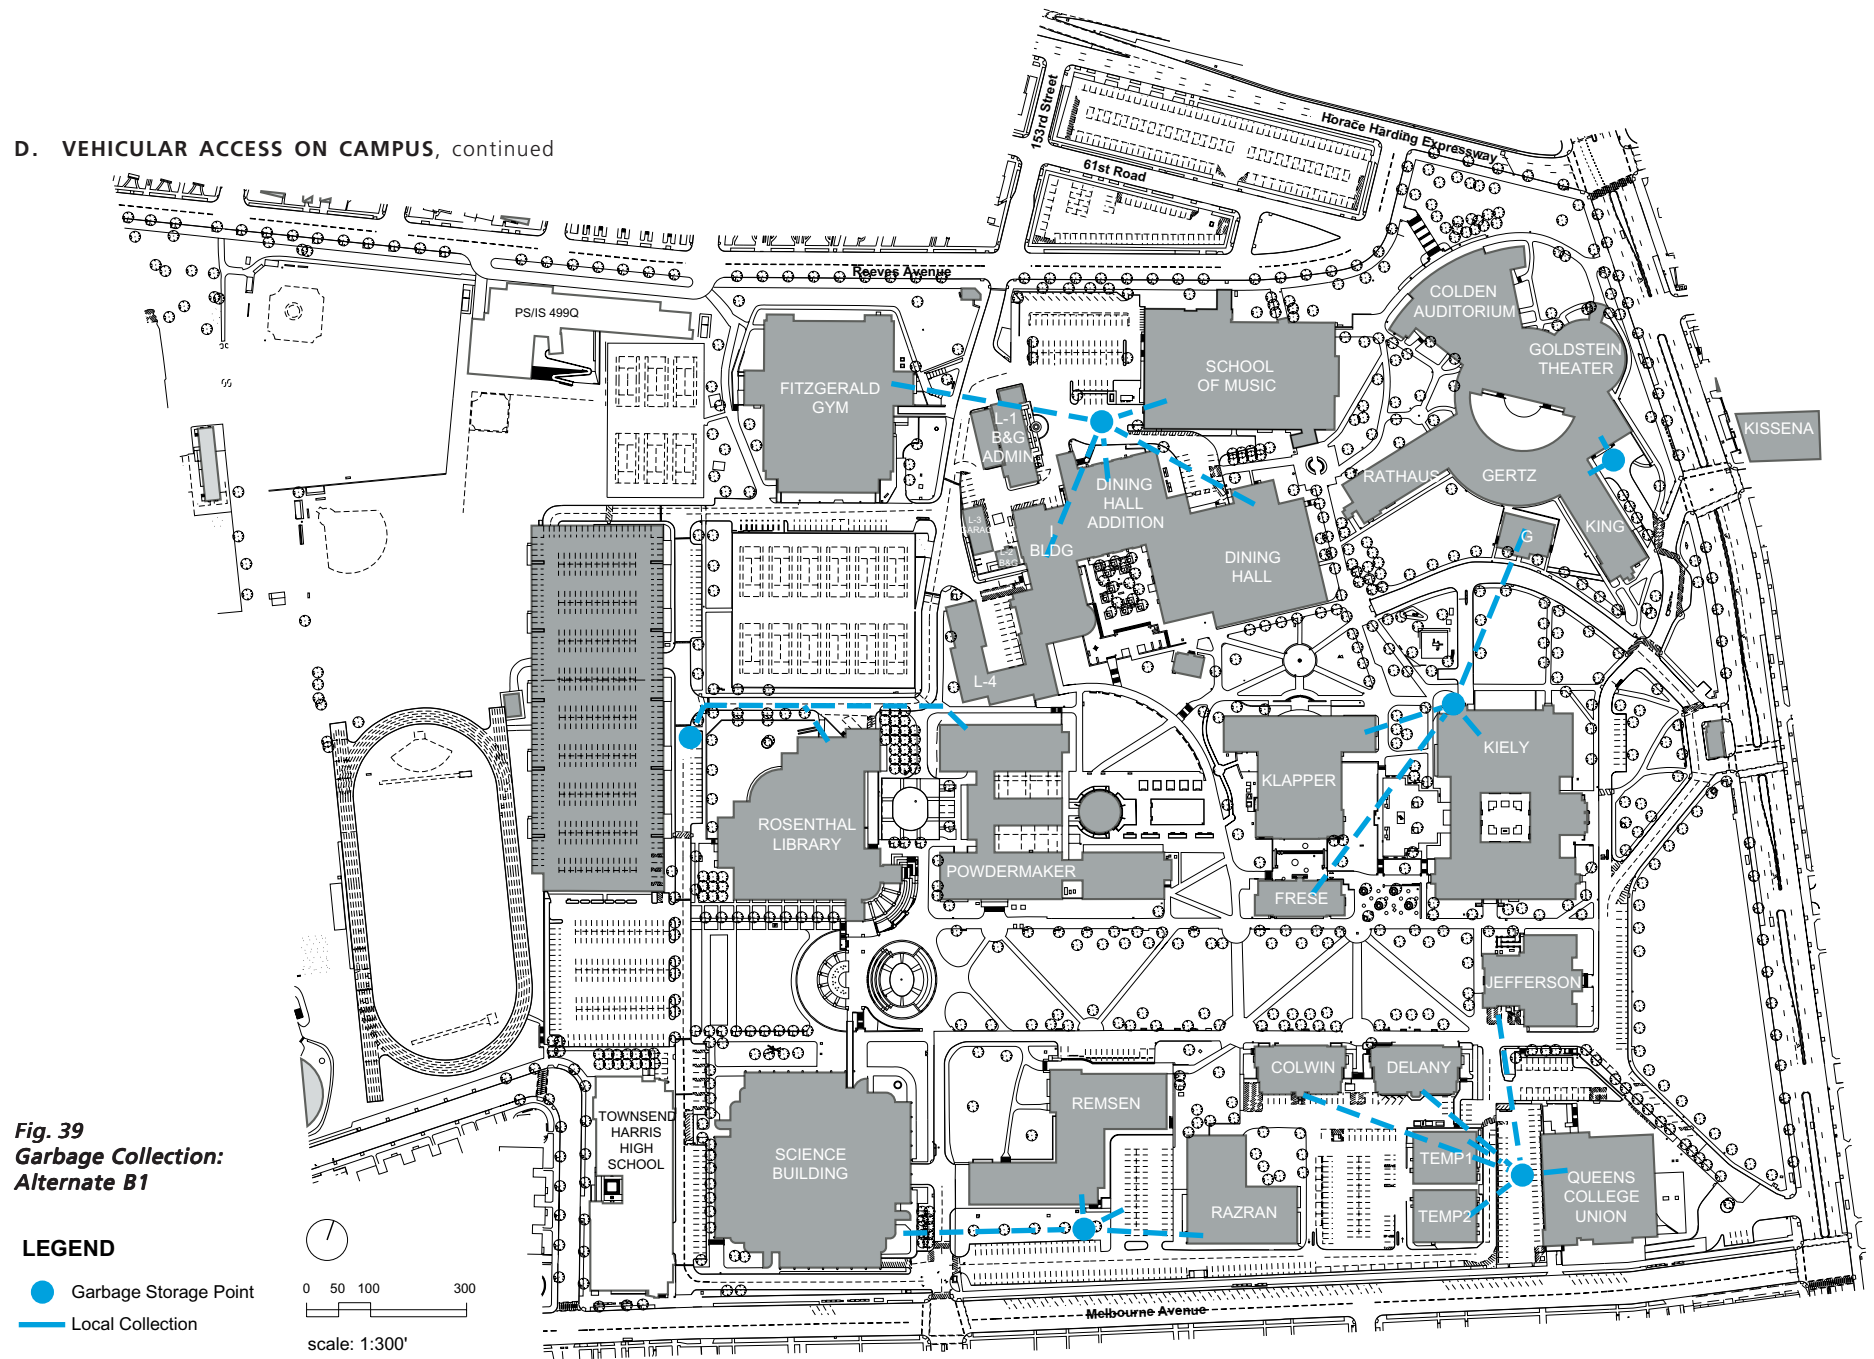 D. VEHICULAR ACCESS ON CAMPUS, continued
153rd Street
Horace Harding Expressway
61st Road
Reeves Avenue
PS/IS 499Q
COLDEN
AUDITORIUM
GOLDSTEIN
THEATER
SCHOOL
OF MUSIC
FITZGERALD
GYM
L-1
B&G
ADMIN
KISSENA
RATHAUS
GERTZ
DINING
HALL
ADDITION
L-3
GARAGE
I
BLDG
L-2
B&G
KING
G
DINING
HALL
L-4
KIELY
KLAPPER
ROSENTHAL
LIBRARY
POWDERMAKER
FRESE
JEFFERSON
COLWIN
DELANY
REMSEN
TOWNSEND
HARRIS
HIGH
SCHOOL
SCIENCE
BUILDING
TEMP1
QUEENS
COLLEGE
UNION
RAZRAN
TEMP2
Melbourne Avenue
Fig. 39
Garbage Collection:
Alternate B1
LEGEND
Garbage Storage Point
Local Collection
0 50 100 300
scale: 1:300'